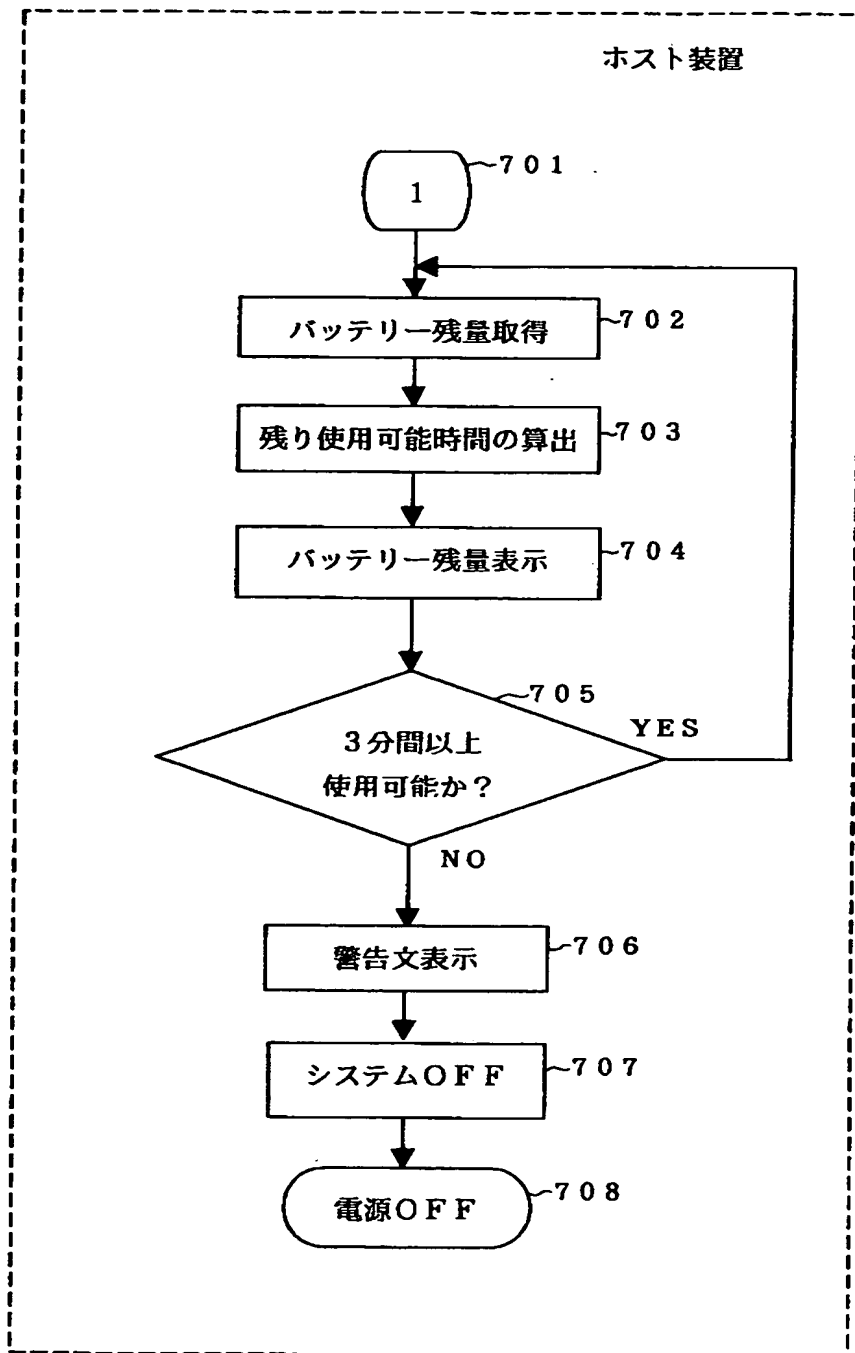 ホスト装置
701
1
バッテリー残量取得
702
残り使用可能時間の算出
703
バッテリー残量表示
704
705
YES
3分間以上
使用可能か?
NO
警告文表示
706
システムOFF
707
電源OFF
708